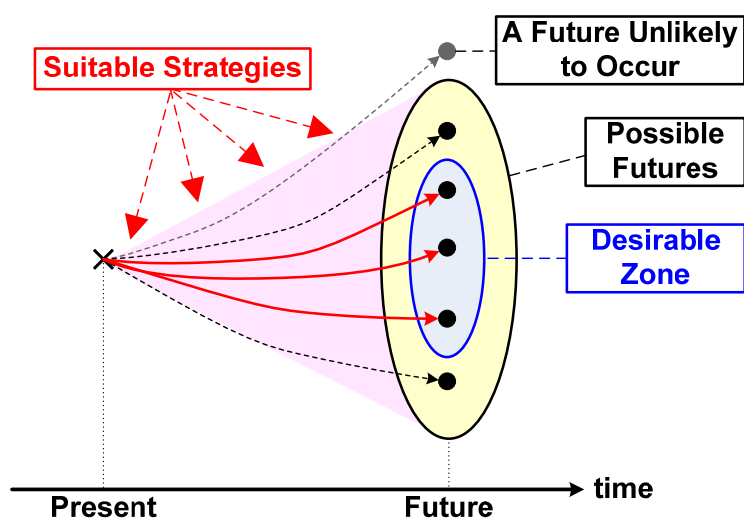 A Future Unlikely
to Occur
Suitable Strategies
Possible
Futures
Desirable
Zone
time
Present
Future